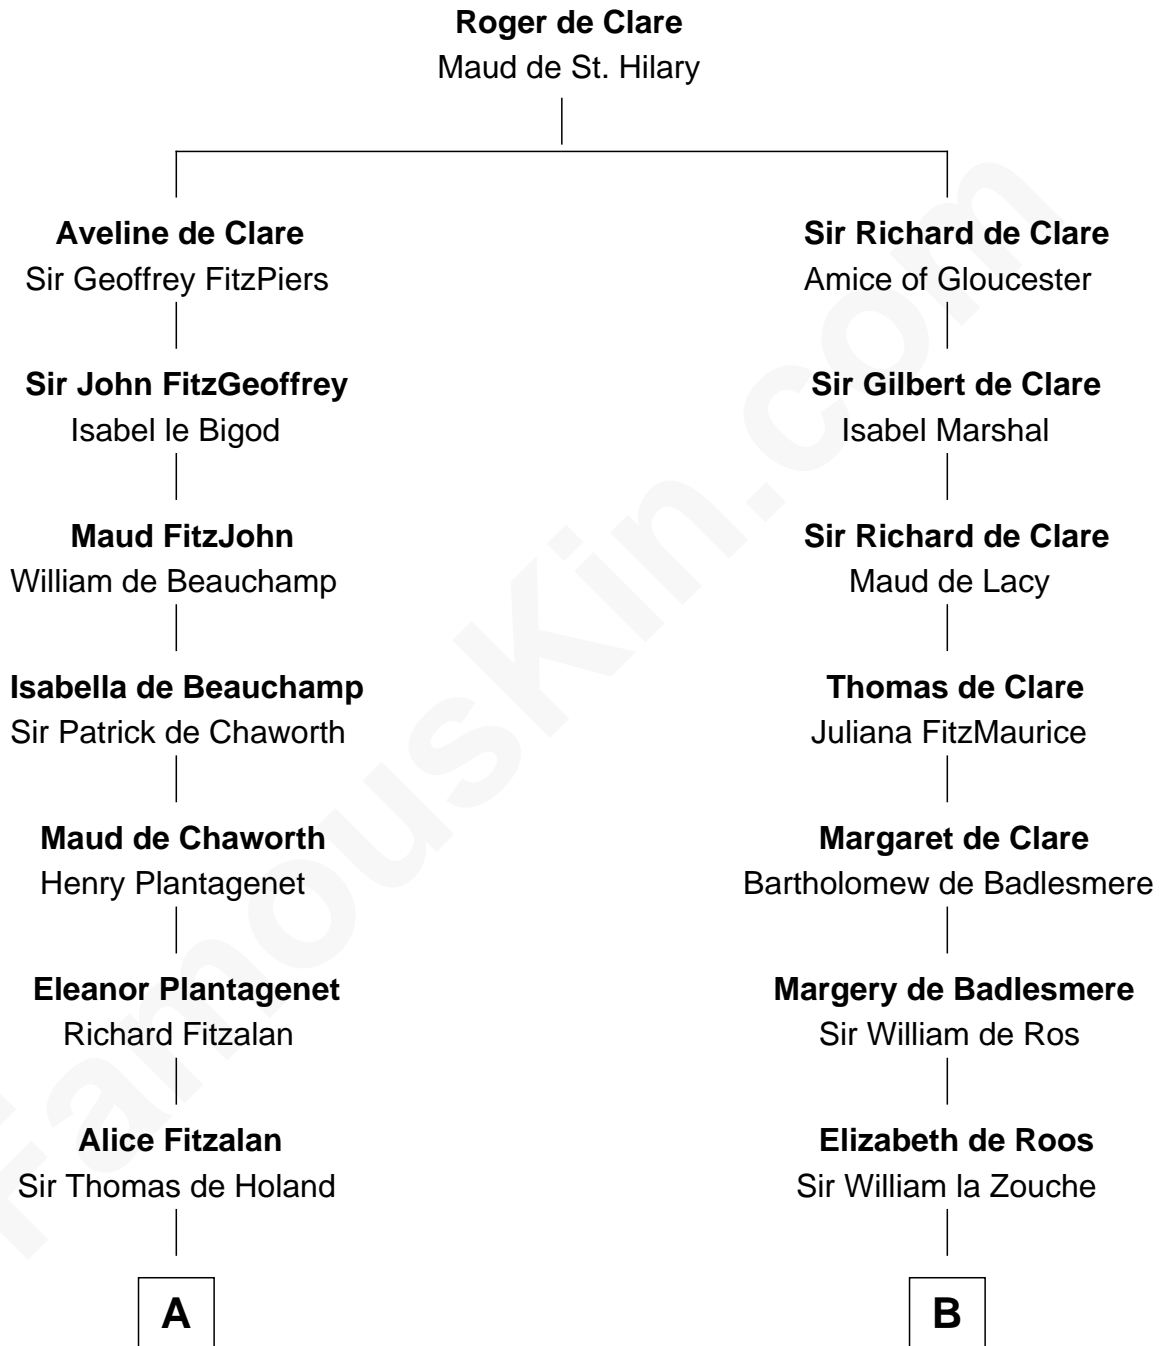 Roger de Clare
Maud de St. Hilary
Aveline de Clare
Sir Geoffrey FitzPiers
Sir Richard de Clare
Amice of Gloucester
Sir John FitzGeoffrey
Isabel le Bigod
Sir Gilbert de Clare
Isabel Marshal
Maud FitzJohn
William de Beauchamp
Sir Richard de Clare
Maud de Lacy
Isabella de Beauchamp
Sir Patrick de Chaworth
Thomas de Clare
Juliana FitzMaurice
Maud de Chaworth
Henry Plantagenet
Margaret de Clare
Bartholomew de Badlesmere
Eleanor Plantagenet
Richard Fitzalan
Margery de Badlesmere
Sir William de Ros
Alice Fitzalan
Sir Thomas de Holand
Elizabeth de Roos
Sir William la Zouche
A
B
FamousKin.com